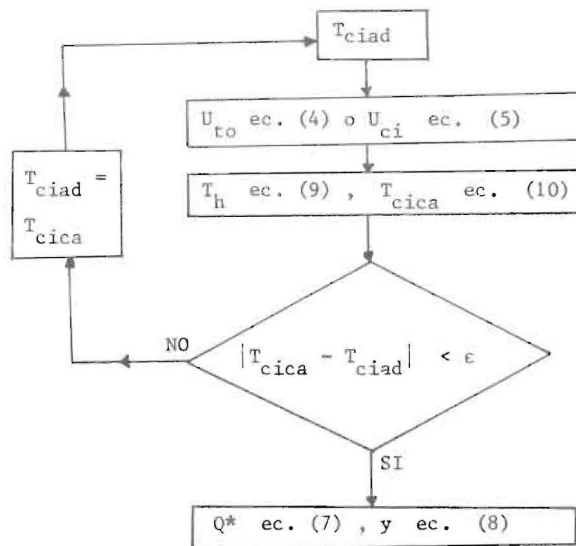 T_ciad
U_to ec. (4) o U_ci ec. (5)
T_h ec. (9) , T_cica ec. (10)
T_ciad =
T_cica
NO
|T_cica - T_ciad| < ε
SI
Q* ec. (7) , y ec. (8)